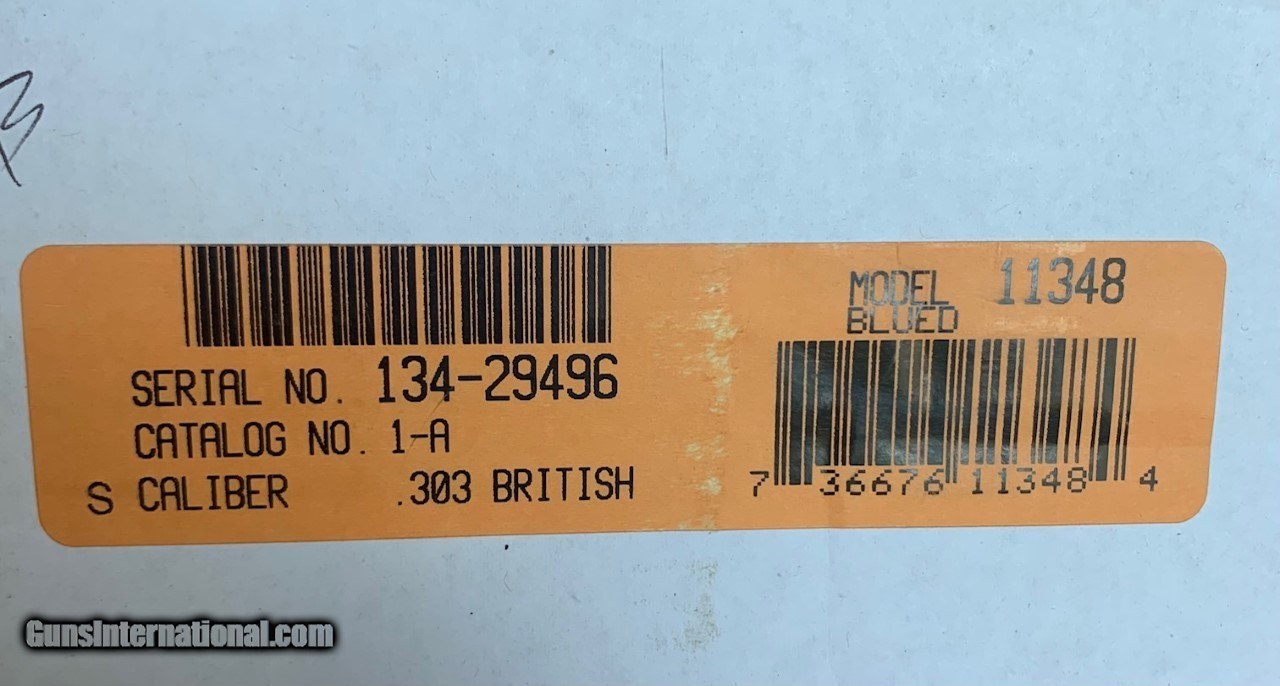 SERIAL NO. 134-29496
CATALOG NO. 1-A
S CALIBER .303 BRITISH
MODEL 11348
BLUED
7 36676 11348 4
GunsInternational.com